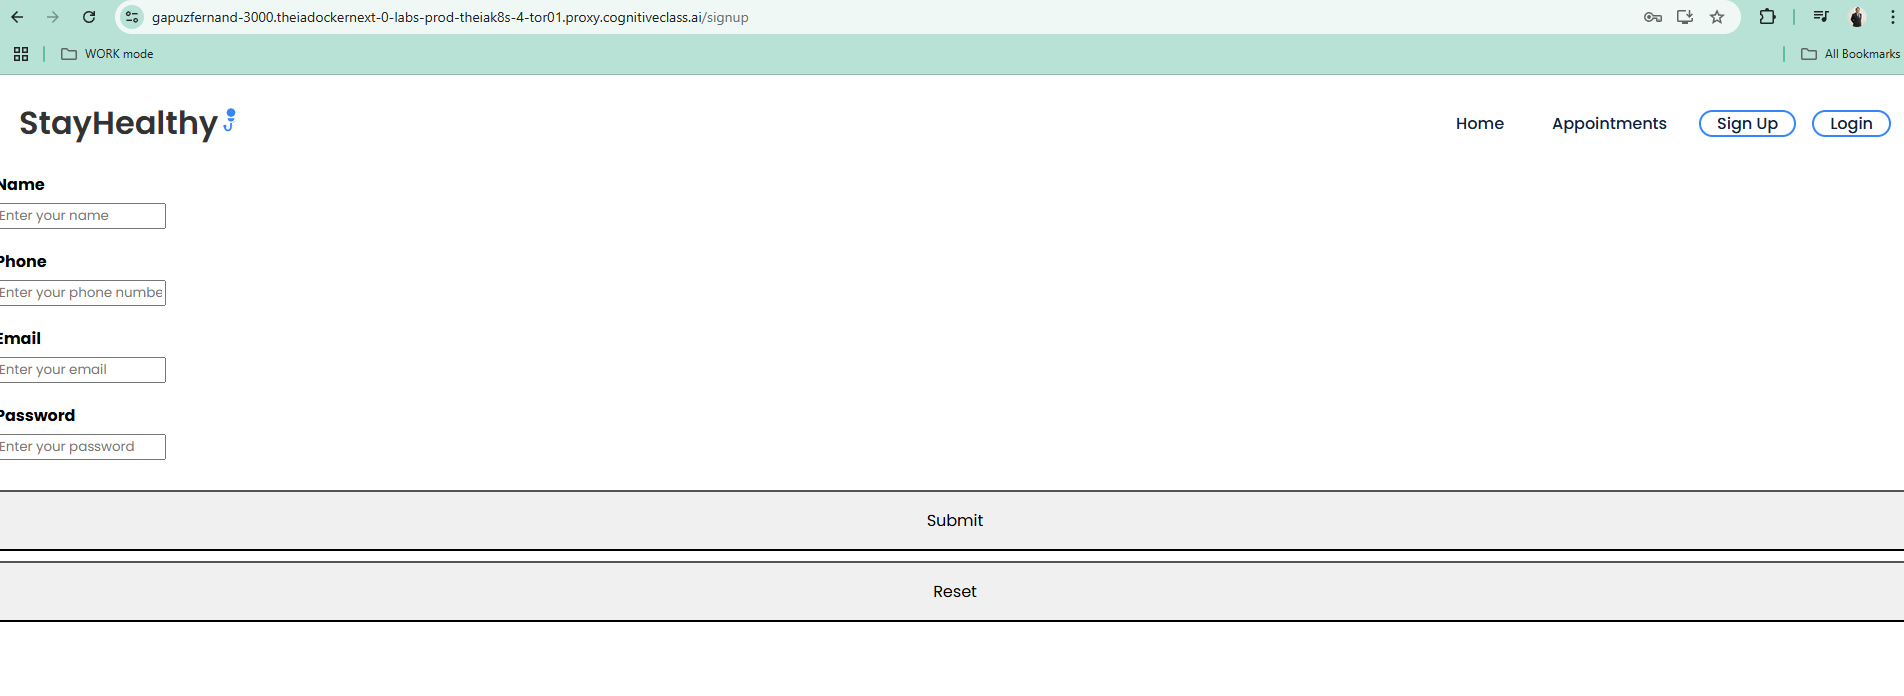 gapuzfernand-3000.theiadockernext-0-labs-prod-theiak8s-4-tor01.proxy.cognitiveclass.ai/signup
WORK mode
All Bookmarks
StayHealthy
Home
Appointments
Sign Up
Login
Name
Enter your name
Phone
Enter your phone numbe
Email
Enter your email
Password
Enter your password
Submit
Reset